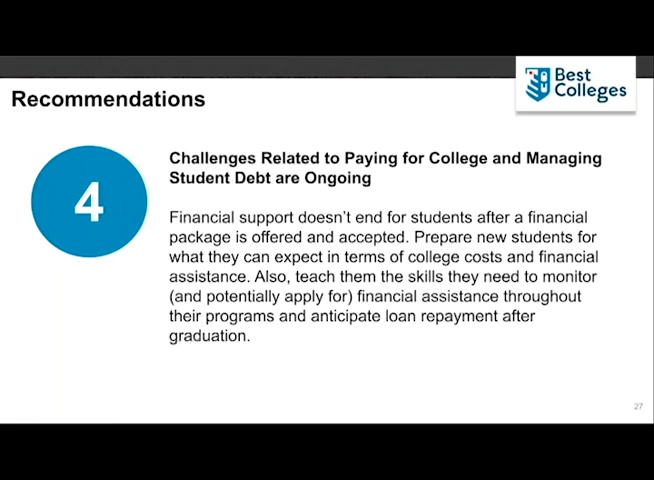 Best
Colleges
Recommendations
4
Challenges Related to Paying for College and Managing
Student Debt are Ongoing
Financial support doesn’t end for students after a financial
package is offered and accepted. Prepare new students for
what they can expect in terms of college costs and financial
assistance. Also, teach them the skills they need to monitor
(and potentially apply for) financial assistance throughout
their programs and anticipate loan repayment after
graduation.
27